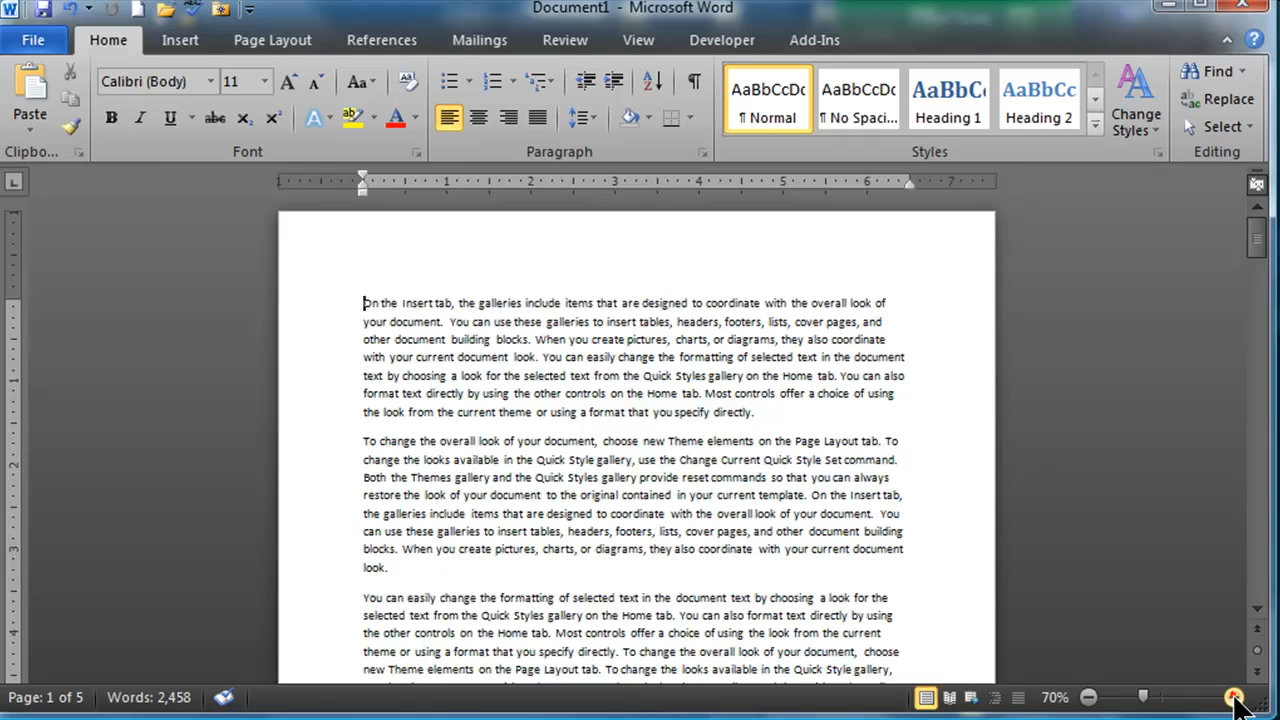 Document1 - Microsoft Word
File Home Insert Page Layout References Mailings Review View Developer Add-Ins
Calibri (Body) 11 Aa AaBbCcDc AaBbCcDc AaBbC AaBbCc Find
Paste ¶ Normal ¶ No Spaci... Heading 1 Heading 2 Change Styles Replace
B I U abc X₂ X² A ab A Select
Clipbo... Font Paragraph Styles Editing
1 1 2 3 4 5 6 7
On the Insert tab, the galleries include items that are designed to coordinate with the overall look of
your document.  You can use these galleries to insert tables, headers, footers, lists, cover pages, and
other document building blocks. When you create pictures, charts, or diagrams, they also coordinate
with your current document look. You can easily change the formatting of selected text in the document
text by choosing a look for the selected text from the Quick Styles gallery on the Home tab. You can also
format text directly by using the other controls on the Home tab. Most controls offer a choice of using
the look from the current theme or using a format that you specify directly.
To change the overall look of your document, choose new Theme elements on the Page Layout tab. To
change the looks available in the Quick Style gallery, use the Change Current Quick Style Set command.
Both the Themes gallery and the Quick Styles gallery provide reset commands so that you can always
restore the look of your document to the original contained in your current template. On the Insert tab,
the galleries include items that are designed to coordinate with the overall look of your document.  You
can use these galleries to insert tables, headers, footers, lists, cover pages, and other document building
blocks. When you create pictures, charts, or diagrams, they also coordinate with your current document
look.
You can easily change the formatting of selected text in the document text by choosing a look for the
selected text from the Quick Styles gallery on the Home tab. You can also format text directly by using
the other controls on the Home tab. Most controls offer a choice of using the look from the current
theme or using a format that you specify directly. To change the overall look of your document, choose
new Theme elements on the Page Layout tab. To change the looks available in the Quick Style gallery,
Page: 1 of 5 Words: 2,458 70%